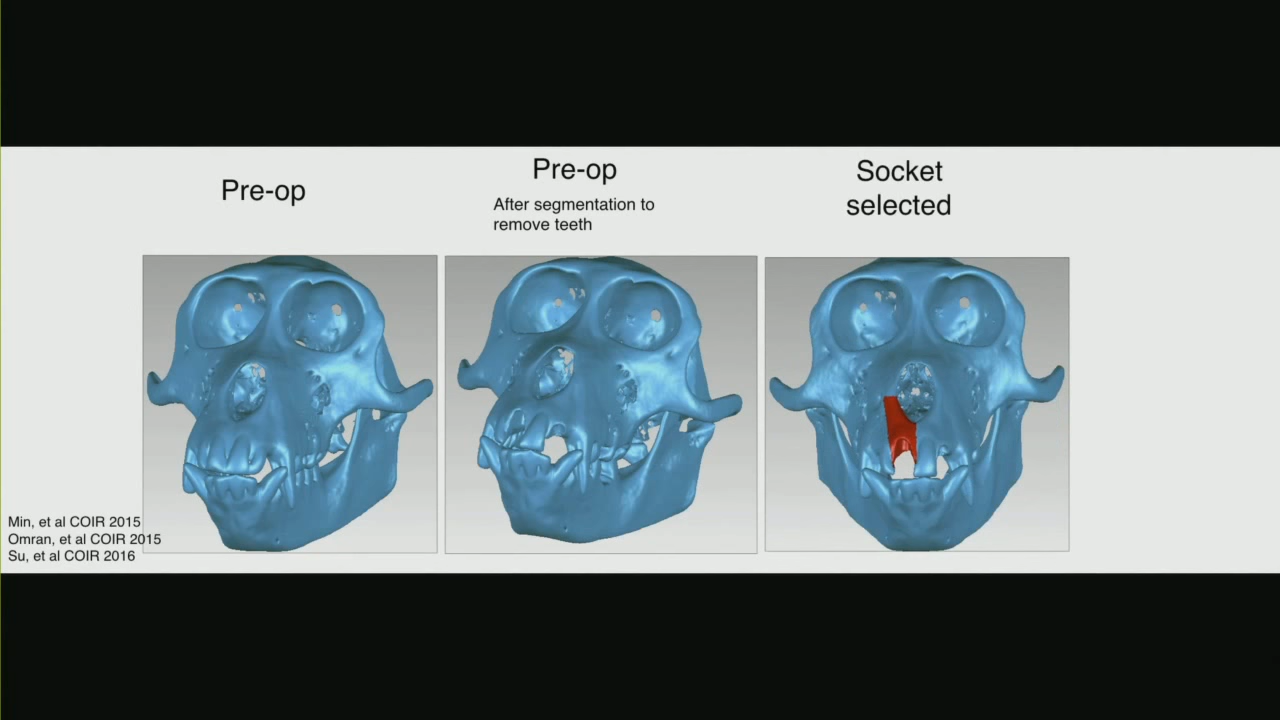 Pre-op
Pre-op
After segmentation to
remove teeth
Socket
selected
Min, et al COIR 2015
Omran, et al COIR 2015
Su, et al COIR 2016